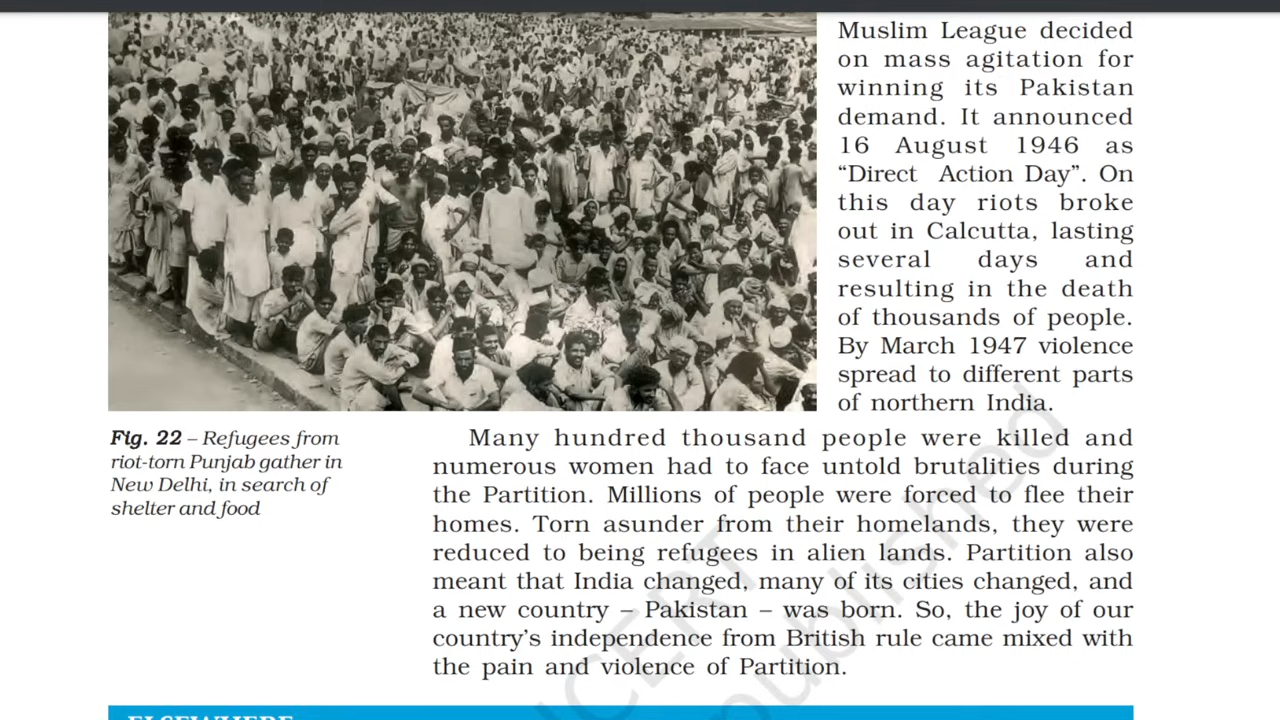 Muslim League decided
on mass agitation for
winning its Pakistan
demand. It announced
16 August 1946 as
“Direct Action Day”. On
this day riots broke
out in Calcutta, lasting
several days and
resulting in the death
of thousands of people.
By March 1947 violence
spread to different parts
of northern India.
Fig. 22 – Refugees from
riot-torn Punjab gather in
New Delhi, in search of
shelter and food
Many hundred thousand people were killed and
numerous women had to face untold brutalities during
the Partition. Millions of people were forced to flee their
homes. Torn asunder from their homelands, they were
reduced to being refugees in alien lands. Partition also
meant that India changed, many of its cities changed, and
a new country – Pakistan – was born. So, the joy of our
country’s independence from British rule came mixed with
the pain and violence of Partition.
NCERT
published
ELSEWHERE